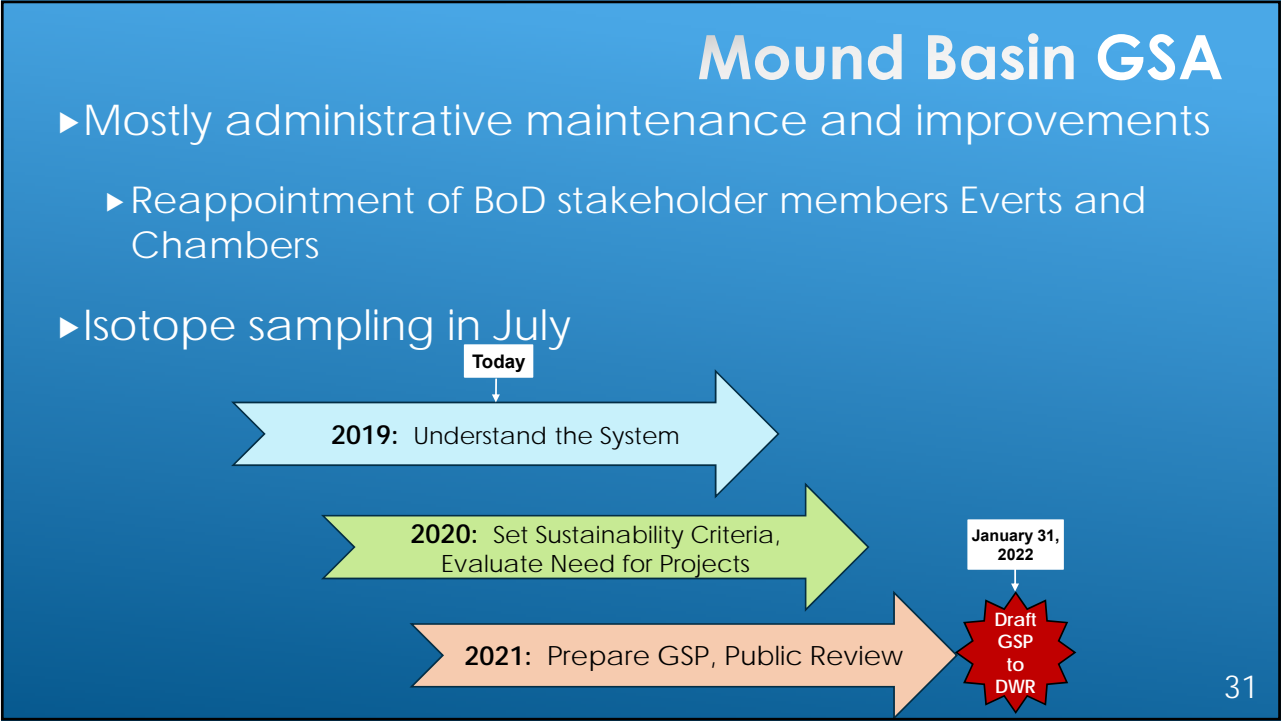 Mound Basin GSA
▶Mostly administrative maintenance and improvements
▶Reappointment of BoD stakeholder members Everts and
Chambers
▶Isotope sampling in July
Today
2019: Understand the System
2020: Set Sustainability Criteria,
Evaluate Need for Projects
January 31,
2022
2021: Prepare GSP, Public Review
Draft
GSP
to
DWR
31